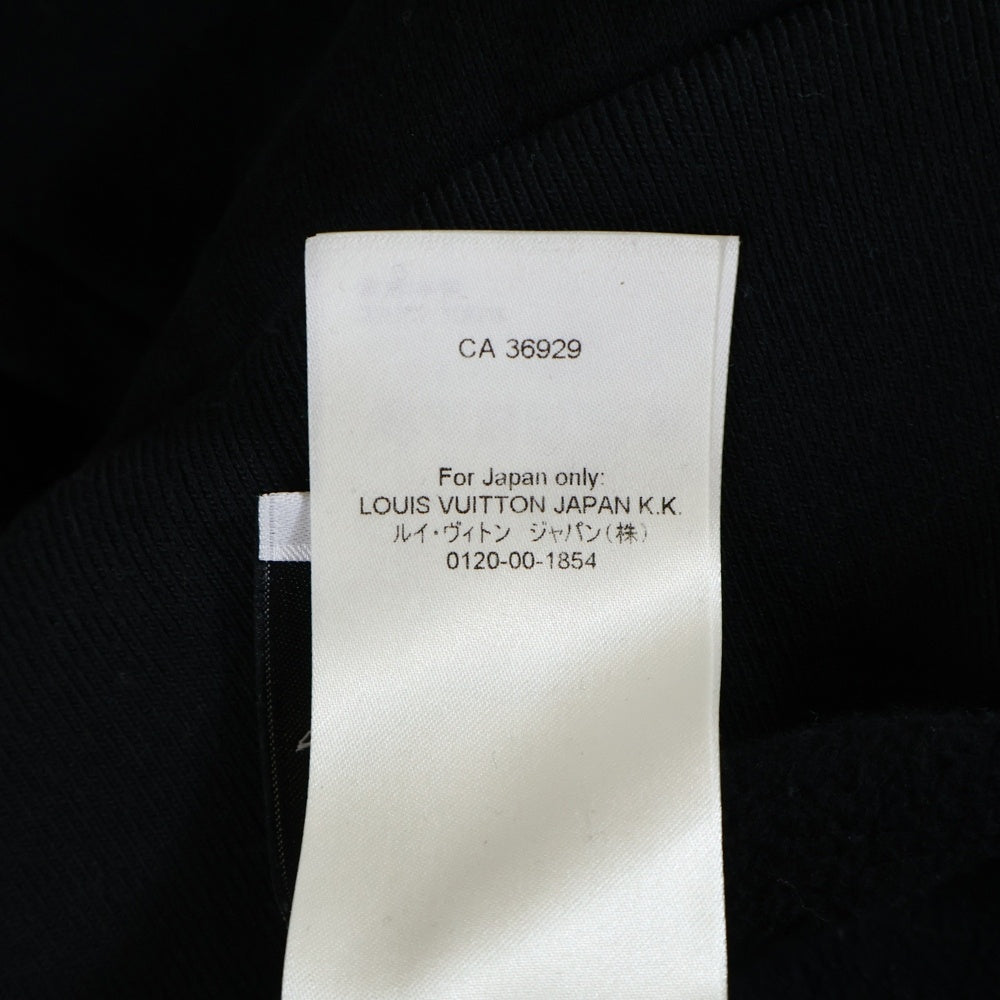 CA 36929
For Japan only:
LOUIS VUITTON JAPAN K.K.
ルイ・ヴィトン　ジャパン(株)
0120-00-1854